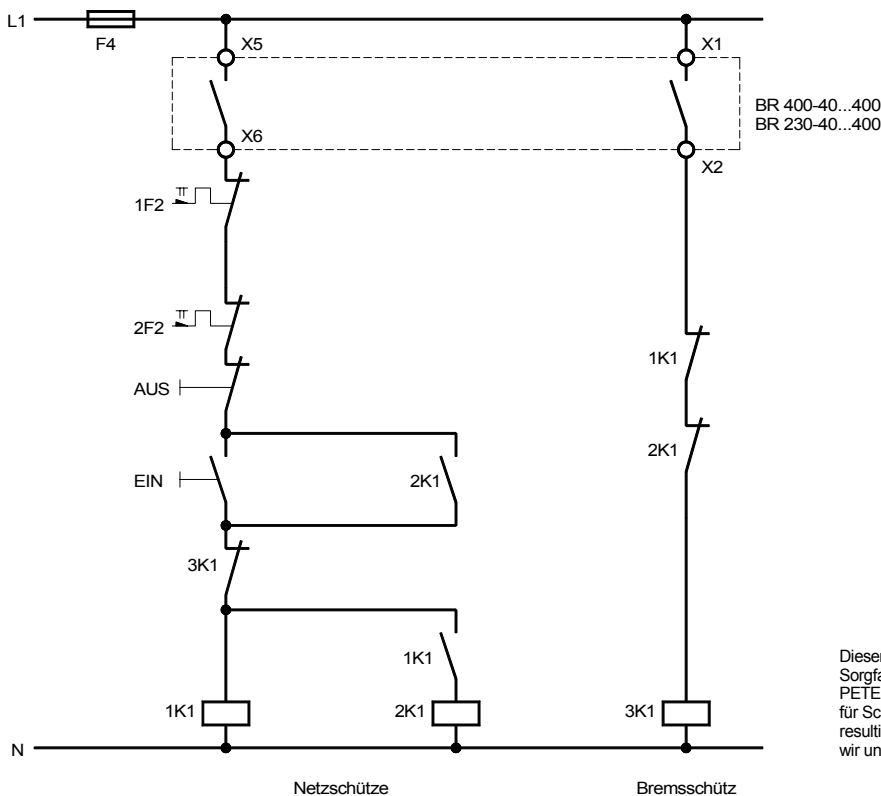 L1
F4
X5
X1
BR 400-40...400
BR 230-40...400
X6
X2
1F2
2F2
1K1
AUS
2K1
EIN
2K1
3K1
1K1
Dieser
Sorgfa
PETE
1K1
2K1
3K1
für Sc
resulti
wir un
N
Netzschütze
Bremsschütz